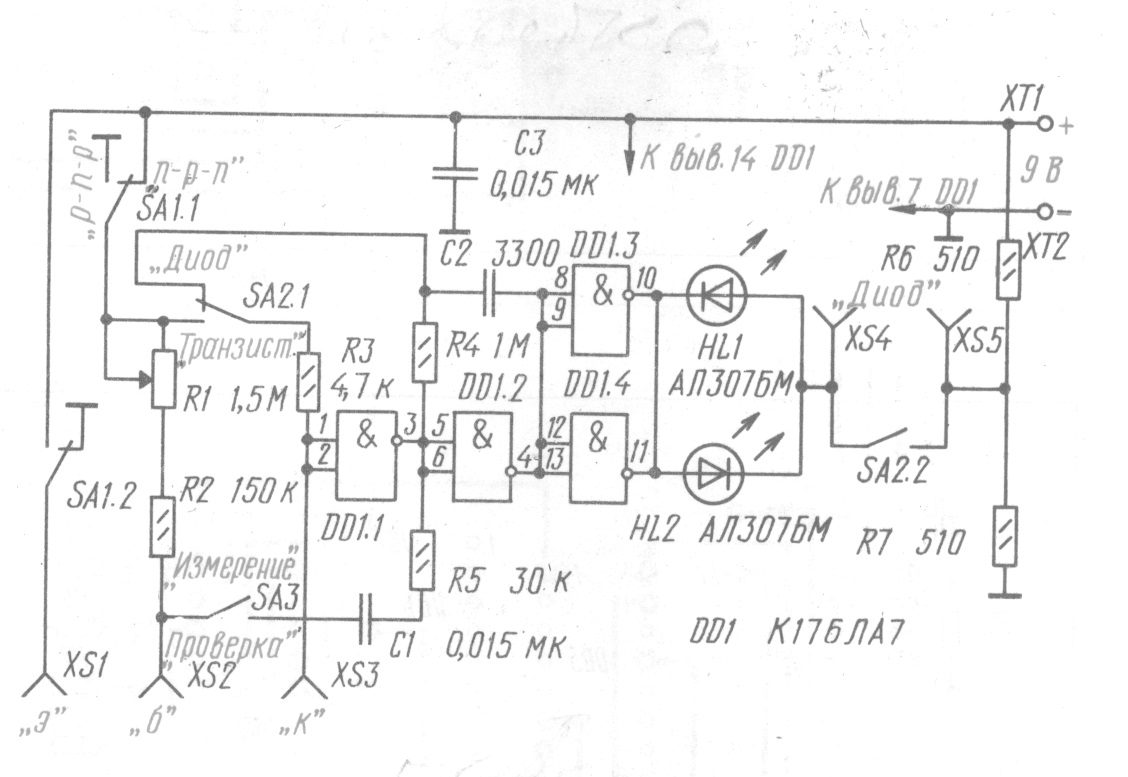 XT1
+
C3
К выв. 14 DD1
„p-n-p"
„n-p-n"
0,015 мк
9 В
SA1.1
К выв. 7 DD1
−
C2
3300
DD1.3
R6 510
XT2
„Диод"
8
&
10
„Диод"
SA2.1
9
XS4
XS5
„Транзист."
R3
R4 1М
HL1
R1 1,5М
4,7 к
DD1.2
DD1.4
АЛ307БМ
1
&
3
5
&
12
&
2
6
4
13
11
SA2.2
SA1.2
R2 150 к
DD1.1
HL2 АЛ307БМ
R7 510
„Измерение"
R5 30 к
SA3
„Проверка"
C1
0,015 мк
DD1 К176ЛА7
XS1
XS2
XS3
„э"
„б"
„к"